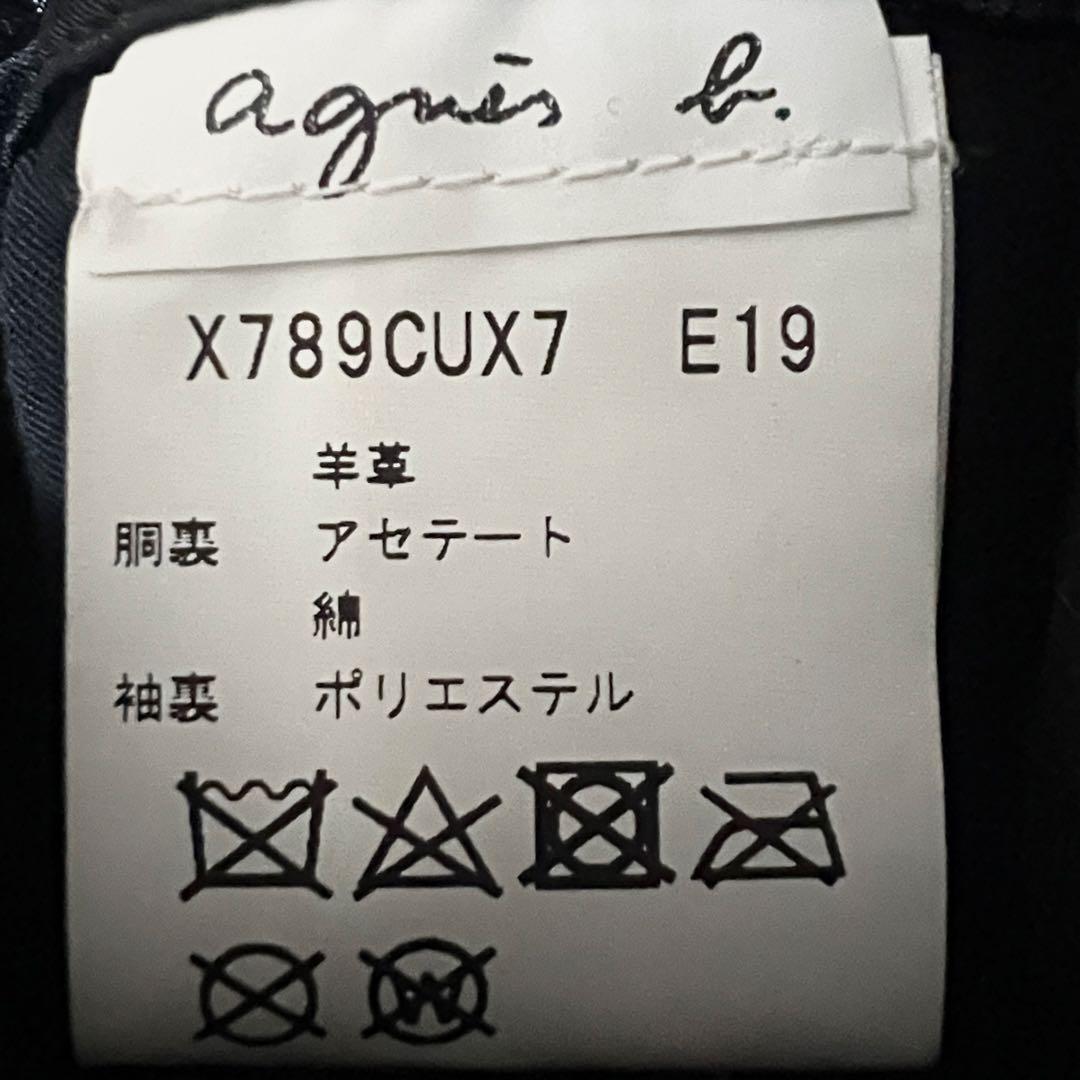 agnès b.
X789CUX7 E19
羊革
胴裏 アセテート
綿
袖裏 ポリエステル
W